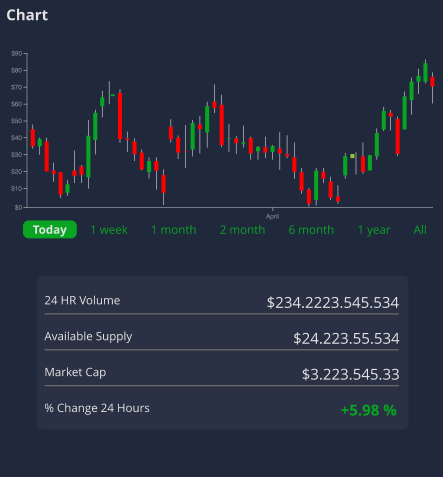 Chart
$90
$80
$70
$60
$50
$40
$30
$20
$10
$0
April
Today 1 week 1 month 2 month 6 month 1 year All
24 HR Volume $234.2223.545.534
Available Supply $24.223.55.534
Market Cap $3.223.545.33
% Change 24 Hours +5.98 %